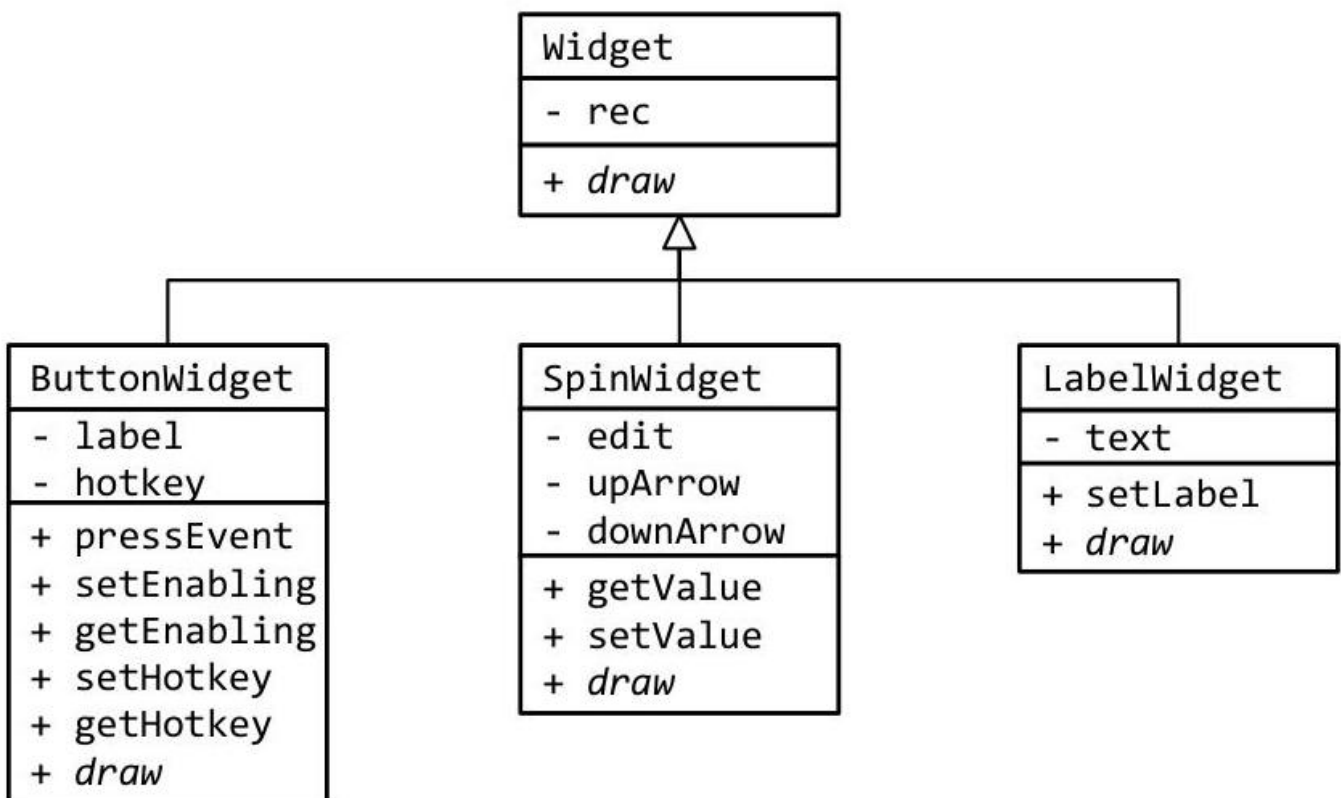 Widget
- rec
+ draw
ButtonWidget
- label
- hotkey
+ pressEvent
+ setEnabling
+ getEnabling
+ setHotkey
+ getHotkey
+ draw
SpinWidget
- edit
- upArrow
- downArrow
+ getValue
+ setValue
+ draw
LabelWidget
- text
+ setLabel
+ draw